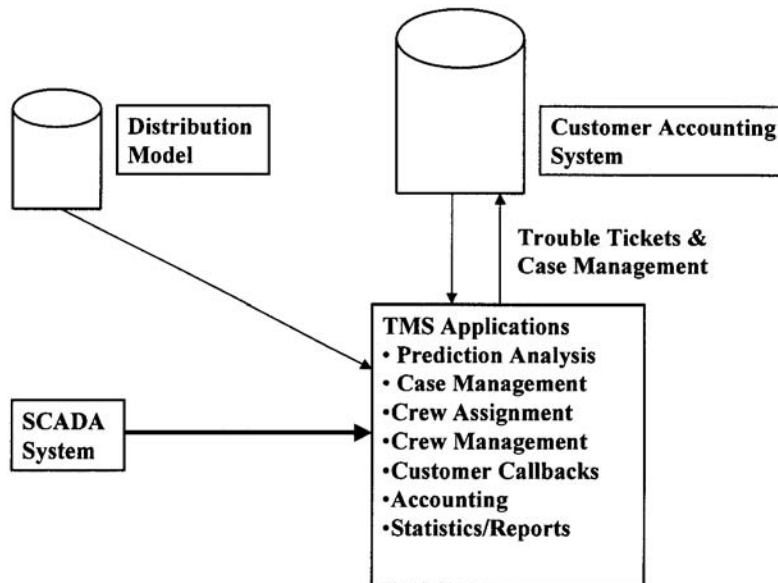 Distribution
Model
Customer Accounting
System
Trouble Tickets &
Case Management
TMS Applications
• Prediction Analysis
• Case Management
•Crew Assignment
•Crew Management
•Customer Callbacks
•Accounting
•Statistics/Reports
SCADA
System